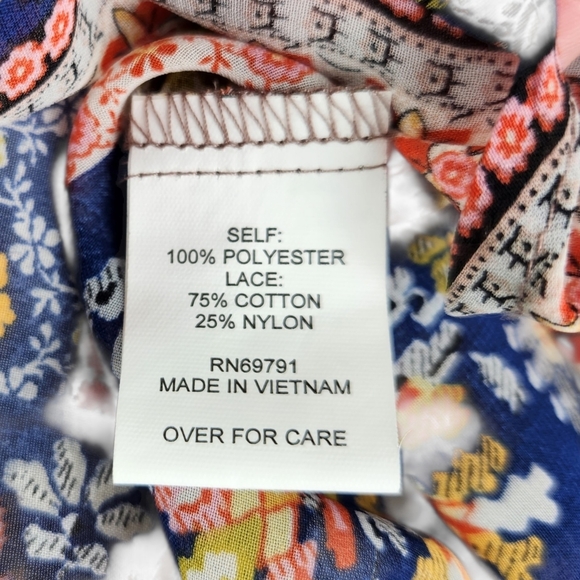 SELF:
100% POLYESTER
LACE:
75% COTTON
25% NYLON
RN69791
MADE IN VIETNAM
OVER FOR CARE